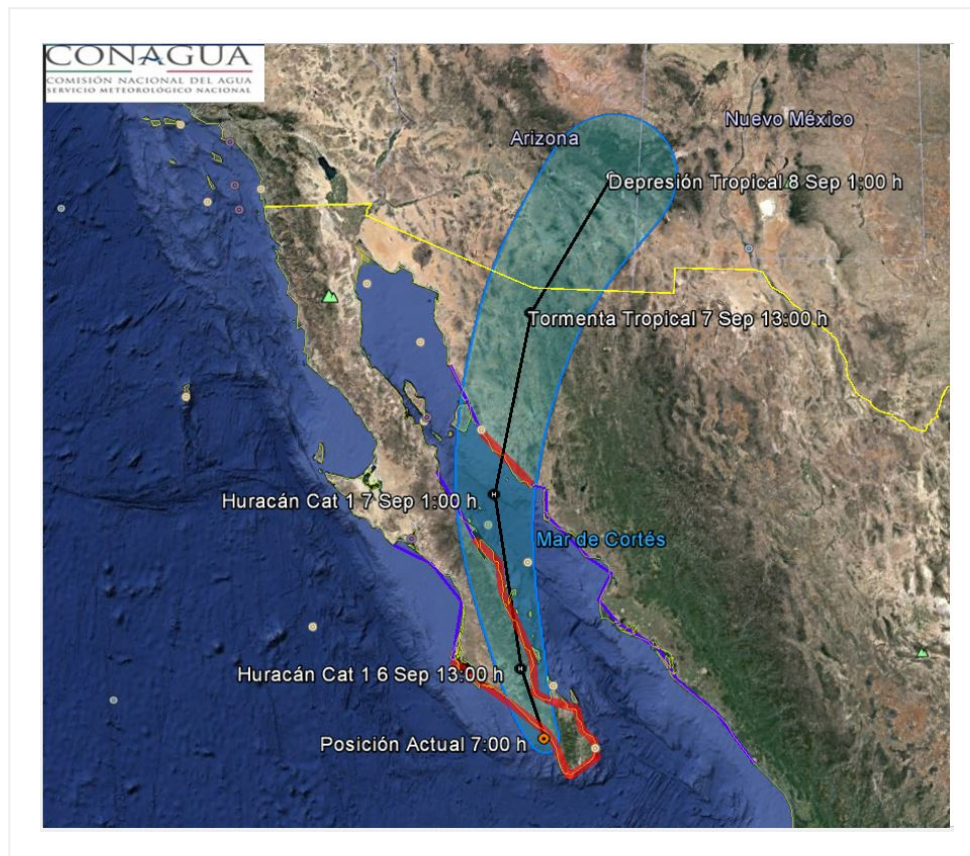 CONAGUA
COMISIÓN NACIONAL DEL AGUA
SERVICIO METEOROLÓGICO NACIONAL
Nuevo México
Arizona
Depresión Tropical 8 Sep 1:00 h
Tormenta Tropical 7 Sep 13:00 h
Huracán Cat 1 7 Sep 1:00 h
Mar de Cortés
Huracán Cat 1 6 Sep 13:00 h
Posición Actual 7:00 h